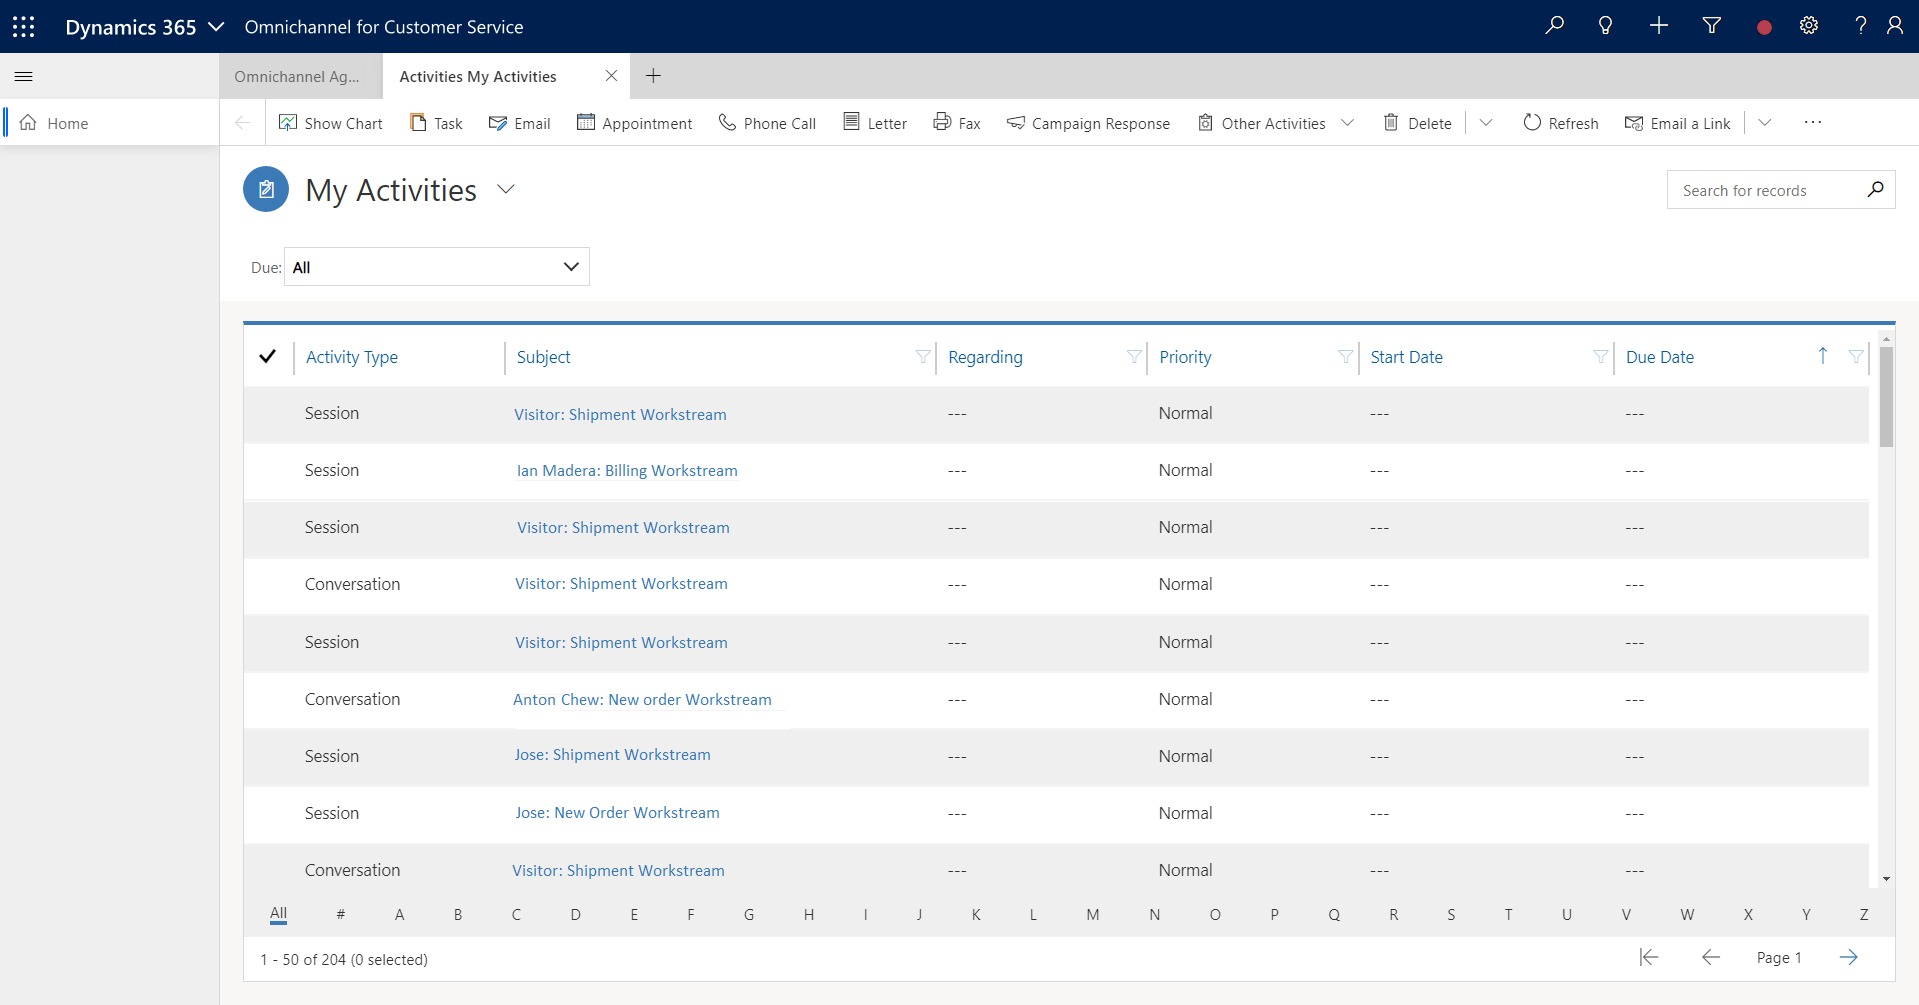 Dynamics 365 Omnichannel for Customer Service
Omnichannel Ag... Activities My Activities
Home
Show Chart Task Email Appointment Phone Call Letter Fax Campaign Response Other Activities Delete Refresh Email a Link ...
My Activities
Search for records
Due: All
Activity Type Subject Regarding Priority Start Date Due Date
Session Visitor: Shipment Workstream --- Normal --- ---
Session Ian Madera: Billing Workstream --- Normal --- ---
Session Visitor: Shipment Workstream --- Normal --- ---
Conversation Visitor: Shipment Workstream --- Normal --- ---
Session Visitor: Shipment Workstream --- Normal --- ---
Conversation Anton Chew: New order Workstream --- Normal --- ---
Session Jose: Shipment Workstream --- Normal --- ---
Session Jose: New Order Workstream --- Normal --- ---
Conversation Visitor: Shipment Workstream --- Normal --- ---
All # A B C D E F G H I J K L M N O P Q R S T U V W X Y Z
1 - 50 of 204 (0 selected) Page 1